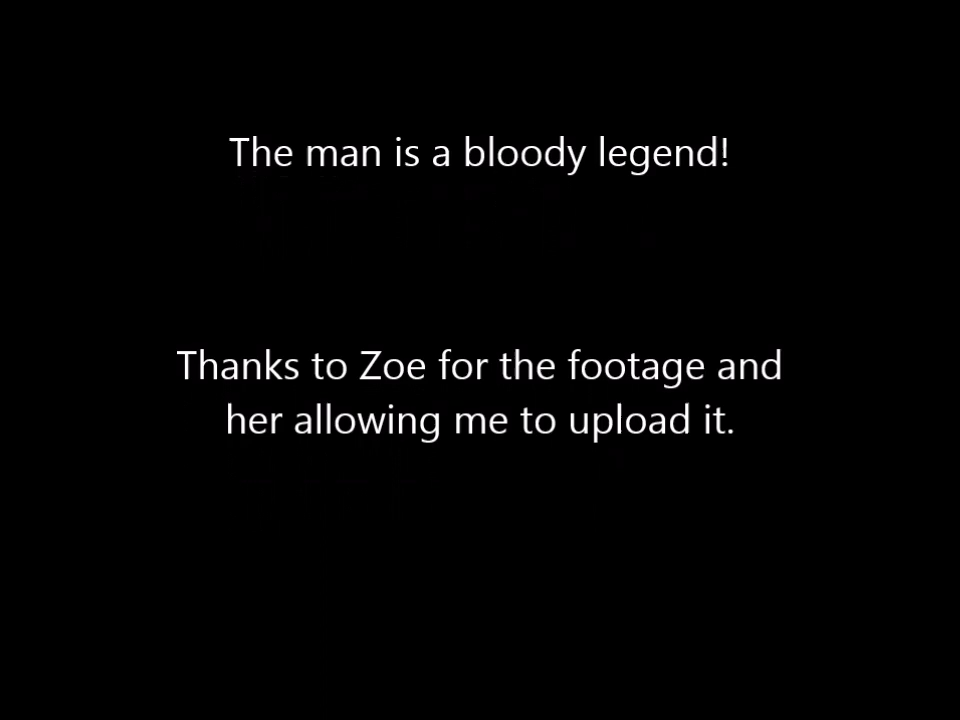 The man is a bloody legend!
Thanks to Zoe for the footage and
her allowing me to upload it.